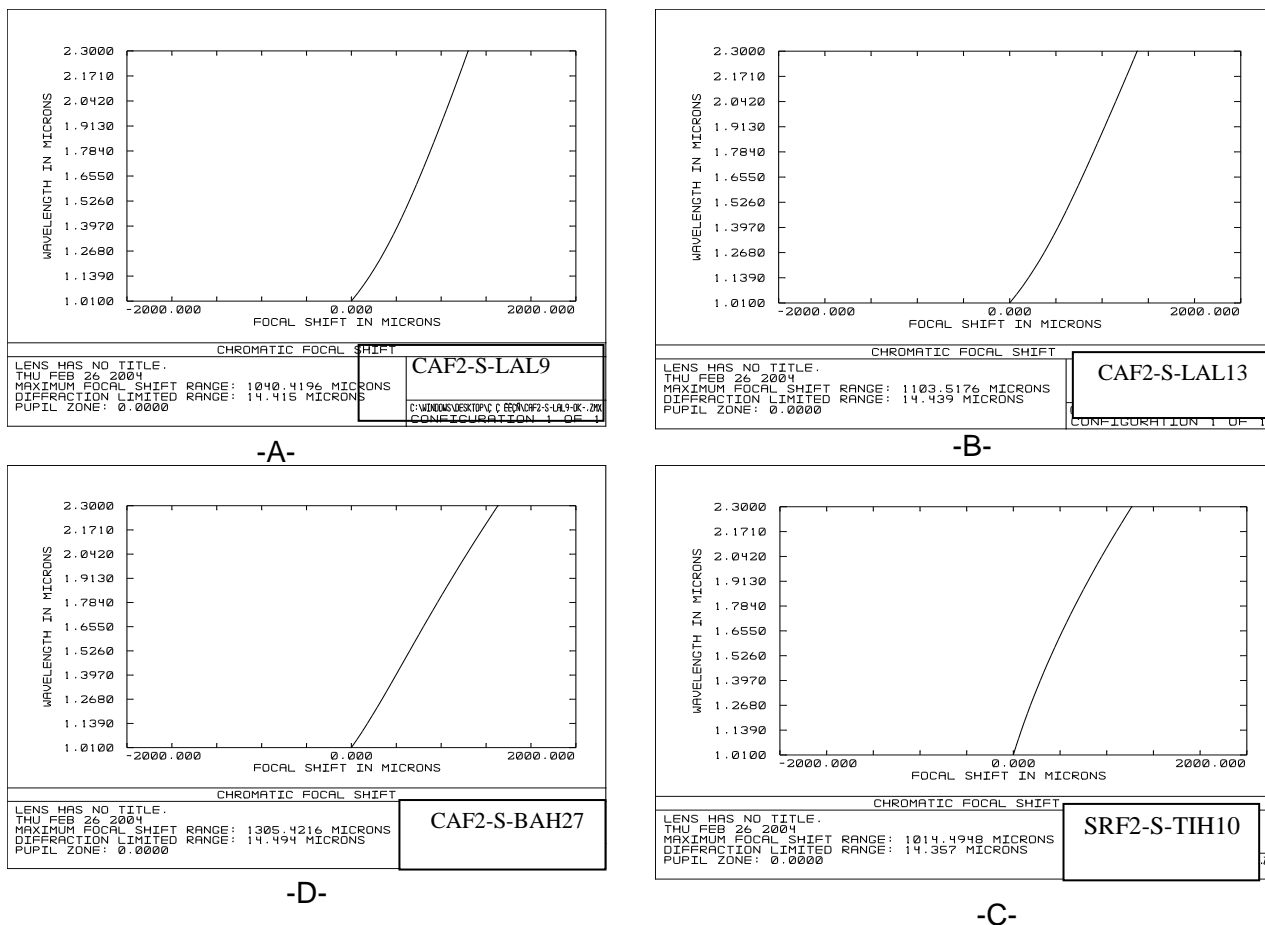 2.3000
2.1710
2.0420
1.9130
1.7840
1.6550
1.5260
1.3970
1.2680
1.1390
1.0100
WAVELENGTH IN MICRONS
-2000.000 0.000 2000.000
FOCAL SHIFT IN MICRONS
CHROMATIC FOCAL SHIFT
LENS HAS NO TITLE.
THU FEB 26 2004
MAXIMUM FOCAL SHIFT RANGE: 1040.4196 MICRONS
DIFFRACTION LIMITED RANGE: 14.415 MICRONS
PUPIL ZONE: 0.0000
CAF2-S-LAL9
CONFIGURATION 1 OF 1
-A-
2.3000
2.1710
2.0420
1.9130
1.7840
1.6550
1.5260
1.3970
1.2680
1.1390
1.0100
WAVELENGTH IN MICRONS
-2000.000 0.000 2000.000
FOCAL SHIFT IN MICRONS
CHROMATIC FOCAL SHIFT
LENS HAS NO TITLE.
THU FEB 26 2004
MAXIMUM FOCAL SHIFT RANGE: 1103.5176 MICRONS
DIFFRACTION LIMITED RANGE: 14.439 MICRONS
PUPIL ZONE: 0.0000
CAF2-S-LAL13
CONFIGURATION 1 OF 1
-B-
2.3000
2.1710
2.0420
1.9130
1.7840
1.6550
1.5260
1.3970
1.2680
1.1390
1.0100
WAVELENGTH IN MICRONS
-2000.000 0.000 2000.000
FOCAL SHIFT IN MICRONS
CHROMATIC FOCAL SHIFT
LENS HAS NO TITLE.
THU FEB 26 2004
MAXIMUM FOCAL SHIFT RANGE: 1305.4216 MICRONS
DIFFRACTION LIMITED RANGE: 14.494 MICRONS
PUPIL ZONE: 0.0000
CAF2-S-BAH27
-D-
2.3000
2.1710
2.0420
1.9130
1.7840
1.6550
1.5260
1.3970
1.2680
1.1390
1.0100
WAVELENGTH IN MICRONS
-2000.000 0.000 2000.000
FOCAL SHIFT IN MICRONS
CHROMATIC FOCAL SHIFT
LENS HAS NO TITLE.
THU FEB 26 2004
MAXIMUM FOCAL SHIFT RANGE: 1014.4948 MICRONS
DIFFRACTION LIMITED RANGE: 14.357 MICRONS
PUPIL ZONE: 0.0000
SRF2-S-TIH10
-C-